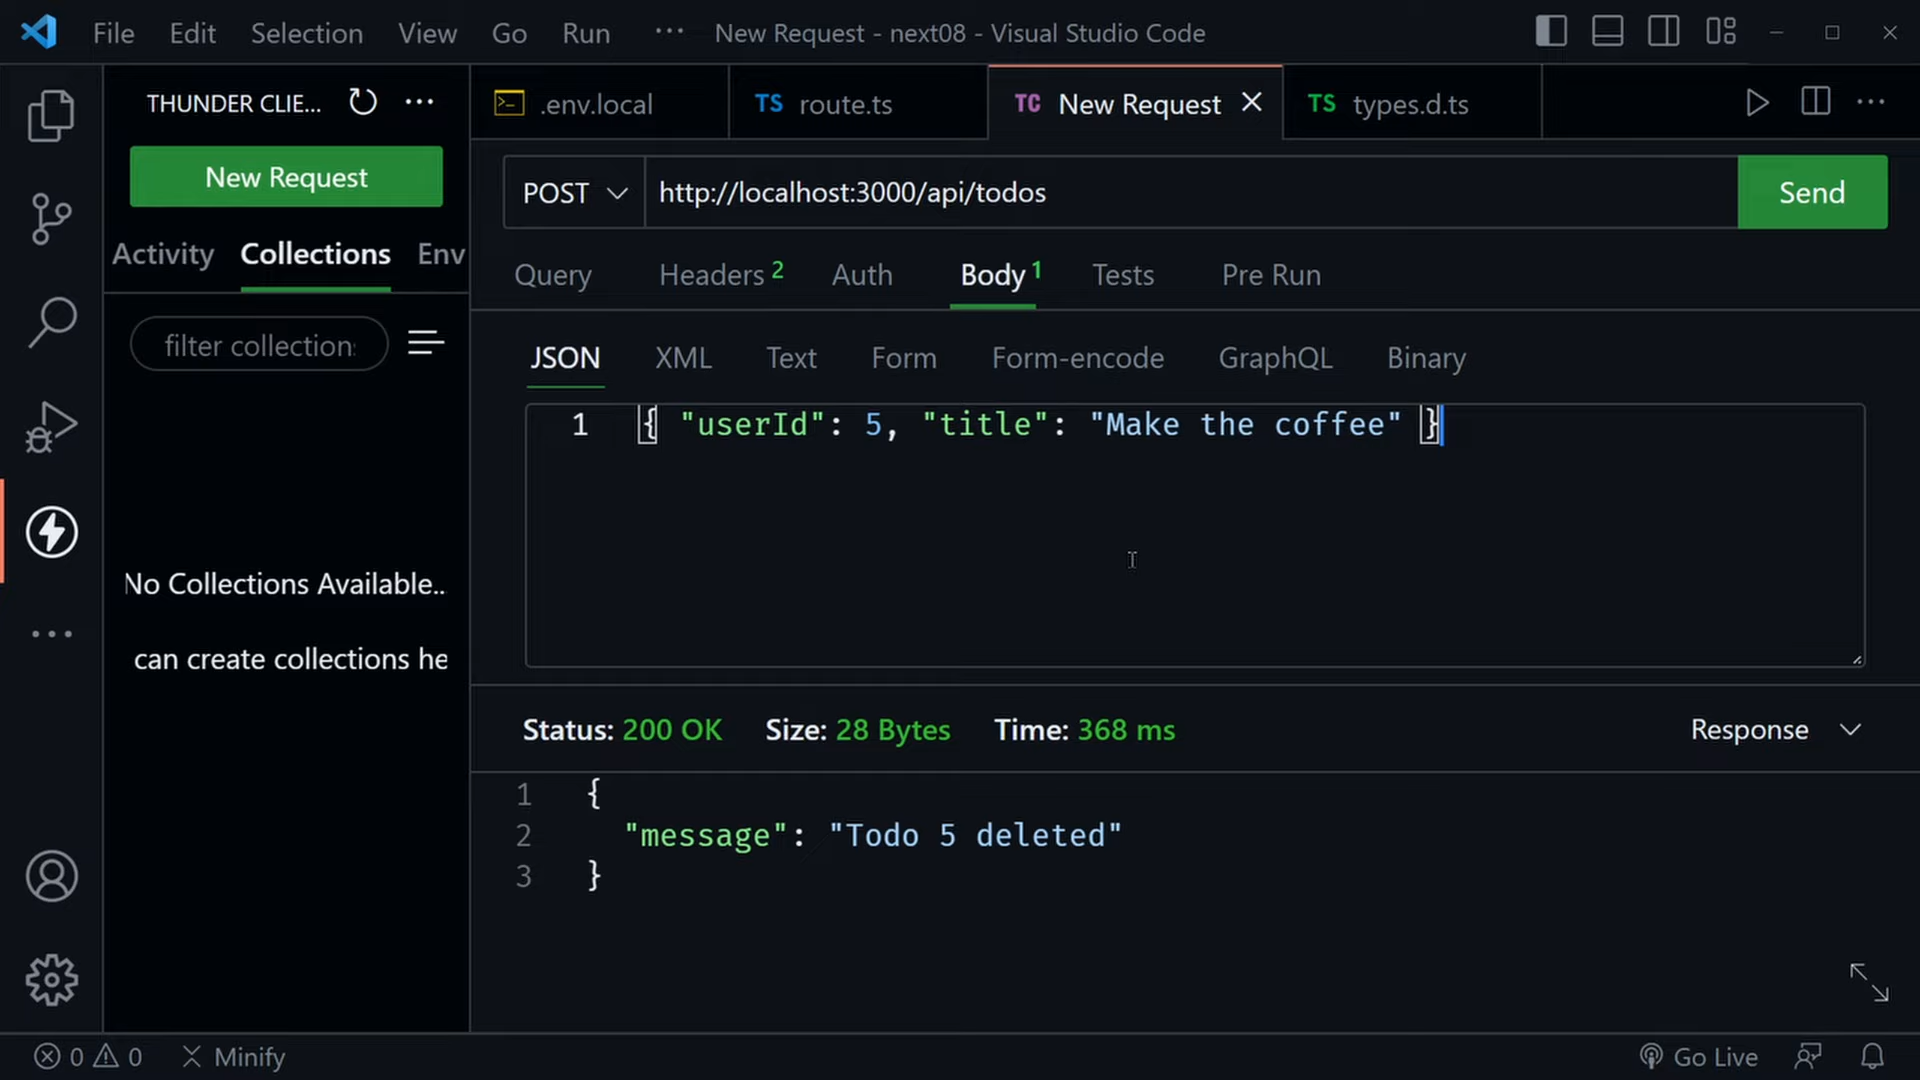 File Edit Selection View Go Run ··· New Request - next08 - Visual Studio Code
THUNDER CLIE... ···
New Request
Activity Collections Env
filter collection
No Collections Available..
can create collections he
.env.local
TS route.ts
TC New Request
TS types.d.ts
POST http://localhost:3000/api/todos Send
Query Headers 2 Auth Body 1 Tests Pre Run
JSON XML Text Form Form-encode GraphQL Binary
1 { "userId": 5, "title": "Make the coffee" }
Status: 200 OK Size: 28 Bytes Time: 368 ms Response
1 {
2 "message": "Todo 5 deleted"
3 }
0 0 Minify Go Live